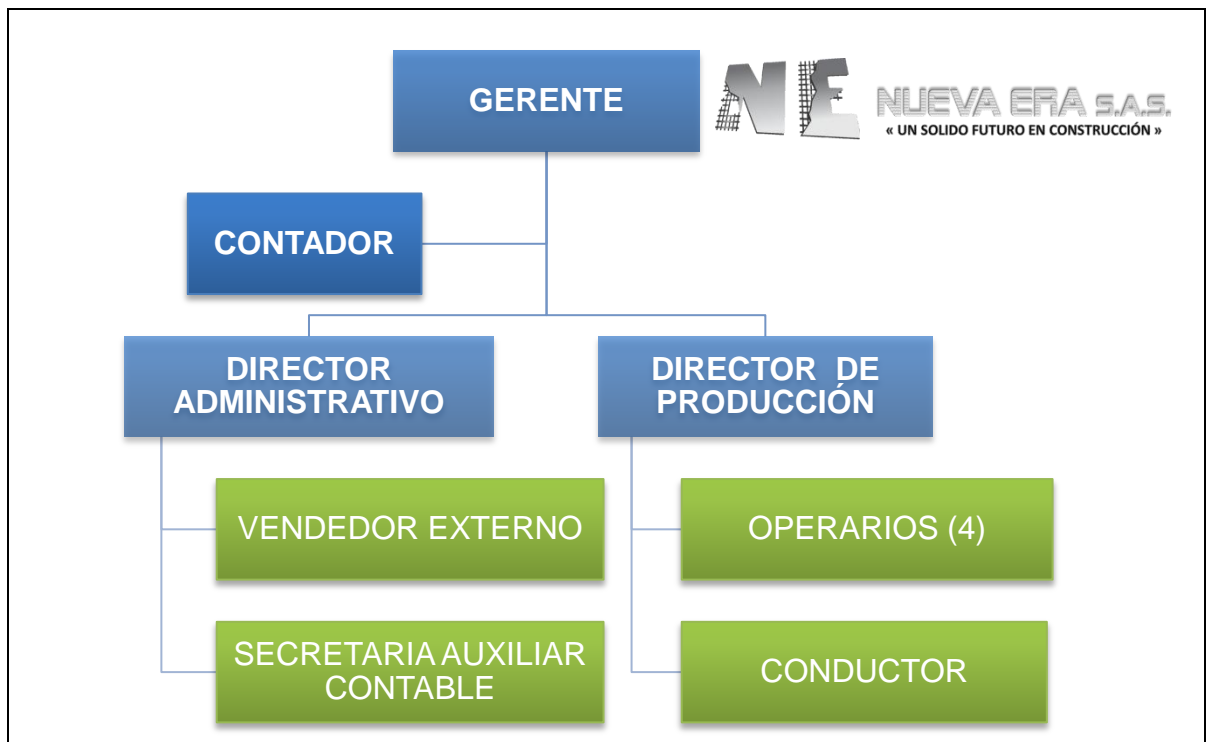 GERENTE
NE
NUEVA ERA S.A.S.
« UN SOLIDO FUTURO EN CONSTRUCCIÓN »
CONTADOR
DIRECTOR
ADMINISTRATIVO
DIRECTOR DE
PRODUCCIÓN
VENDEDOR EXTERNO
OPERARIOS (4)
SECRETARIA AUXILIAR
CONTABLE
CONDUCTOR